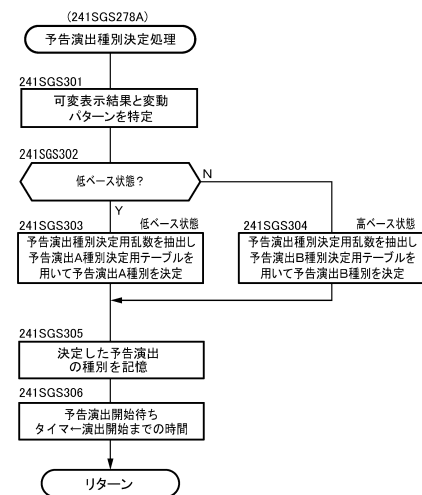 (241SGS278A)
予告演出種別決定処理
241SGS301
可変表示結果と変動
パターンを特定
241SGS302
低ベース状態？
N
Y
241SGS303
低ベース状態
予告演出種別決定用乱数を抽出し
予告演出A種別決定用テーブルを
用いて予告演出A種別を決定
241SGS304
高ベース状態
予告演出種別決定用乱数を抽出し
予告演出B種別決定用テーブルを
用いて予告演出B種別を決定
241SGS305
決定した予告演出
の種別を記憶
241SGS306
予告演出開始待ち
タイマ←演出開始までの時間
リターン